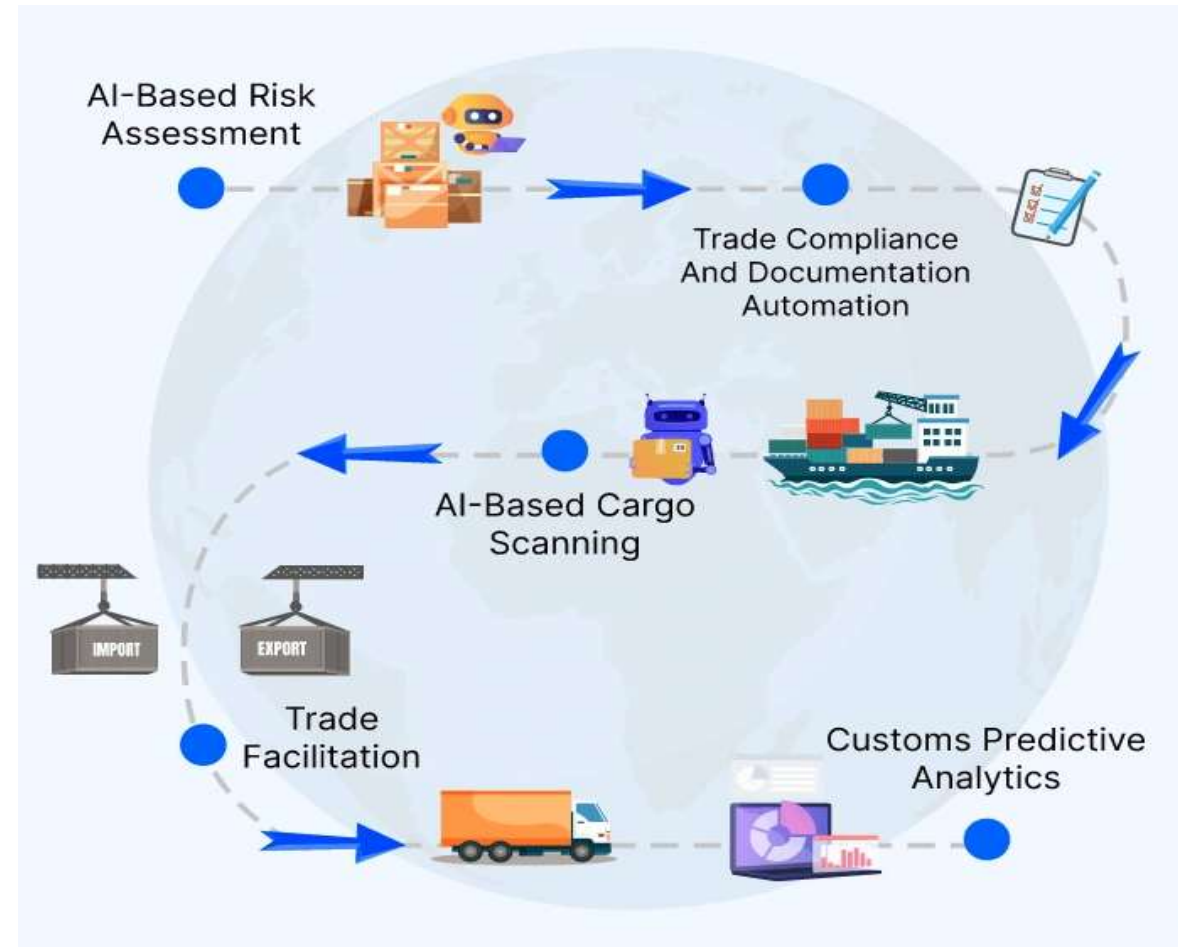 AI-Based Risk
Assessment
Trade Compliance
And Documentation
Automation
AI-Based Cargo
Scanning
IMPORT
EXPORT
Trade
Facilitation
Customs Predictive
Analytics